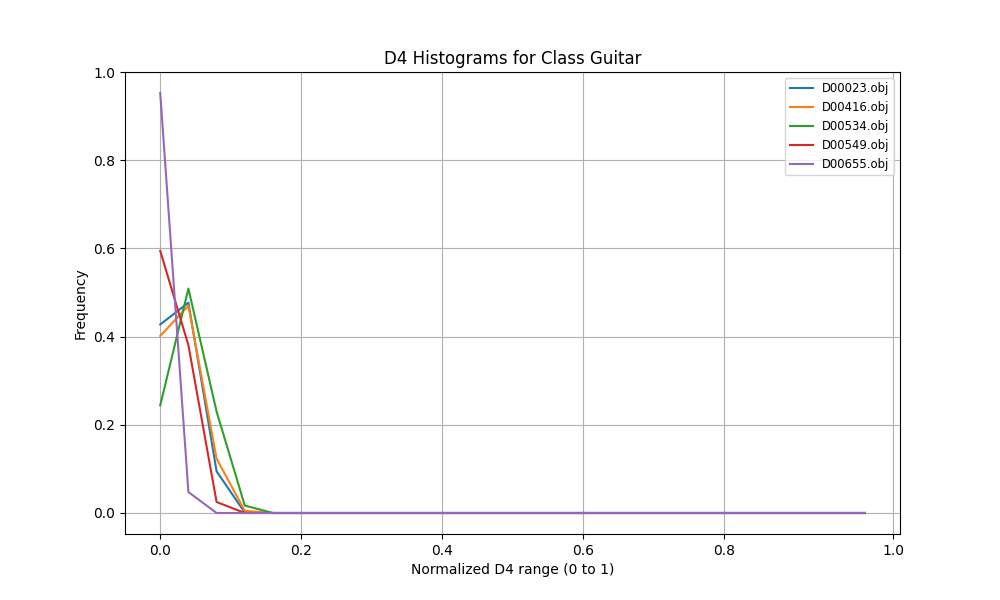 D4 Histograms for Class Guitar
D00023.obj
D00416.obj
D00534.obj
D00549.obj
D00655.obj
Frequency
1.0
0.8
0.6
0.4
0.2
0.0
0.0 0.2 0.4 0.6 0.8 1.0
Normalized D4 range (0 to 1)